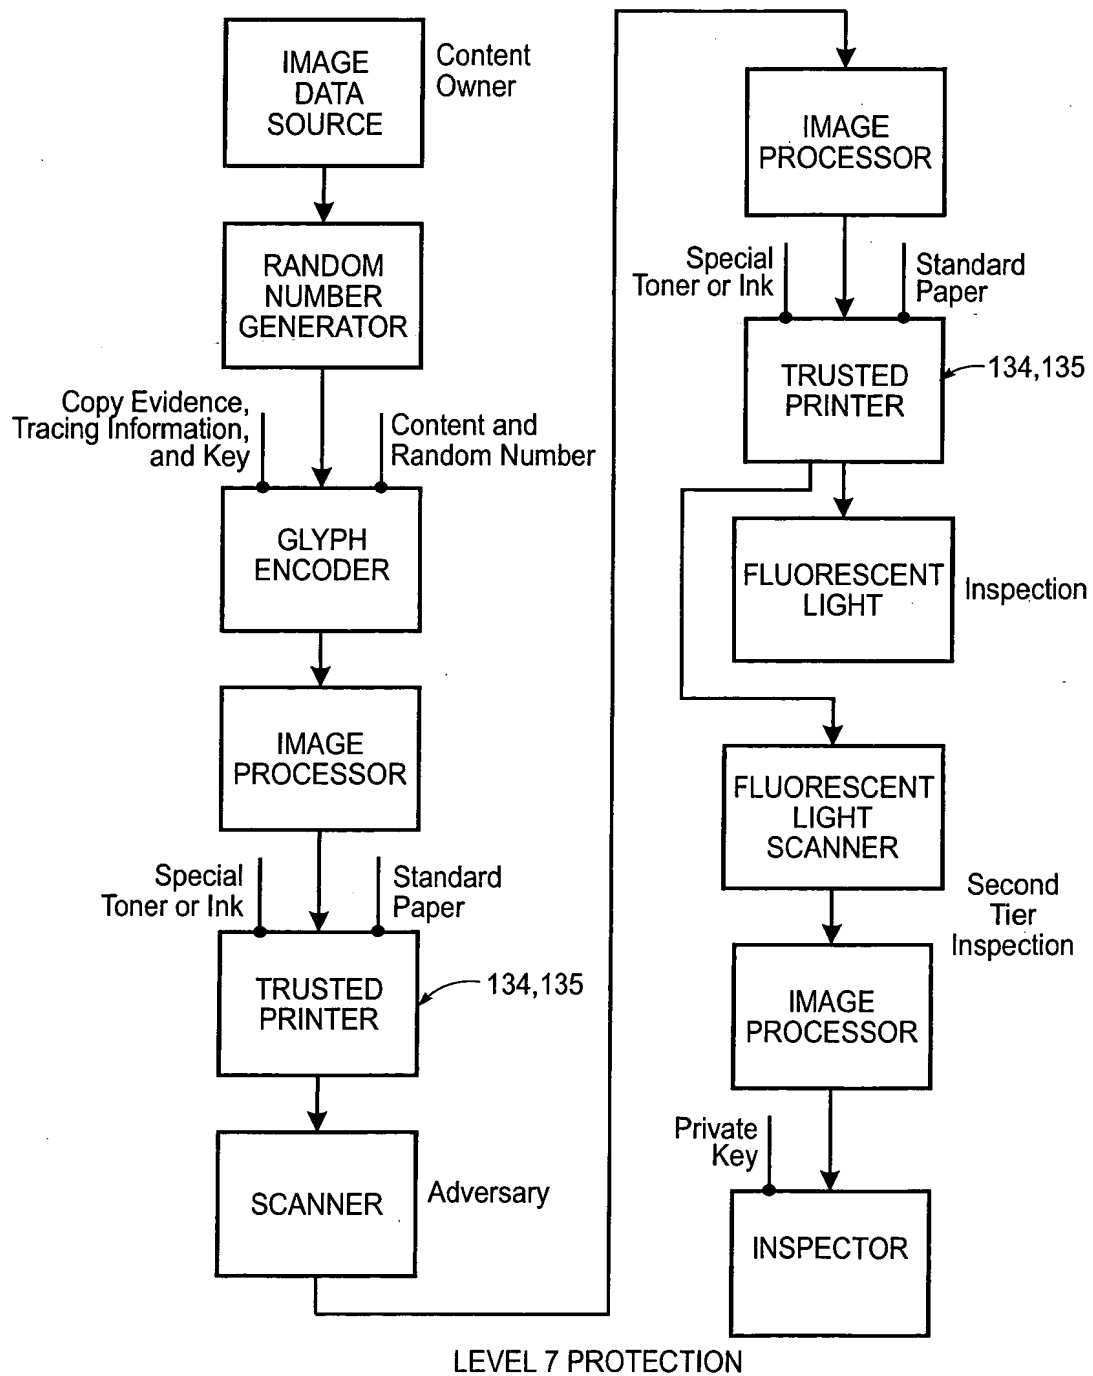 IMAGE
DATA
SOURCE
Content
Owner
RANDOM
NUMBER
GENERATOR
Copy Evidence,
Tracing Information,
and Key
Content and
Random Number
GLYPH
ENCODER
IMAGE
PROCESSOR
Special
Toner or Ink
Standard
Paper
TRUSTED
PRINTER
134,135
SCANNER
Adversary
IMAGE
PROCESSOR
Special
Toner or Ink
Standard
Paper
TRUSTED
PRINTER
134,135
FLUORESCENT
LIGHT
Inspection
FLUORESCENT
LIGHT
SCANNER
Second
Tier
Inspection
IMAGE
PROCESSOR
Private
Key
INSPECTOR
LEVEL 7 PROTECTION